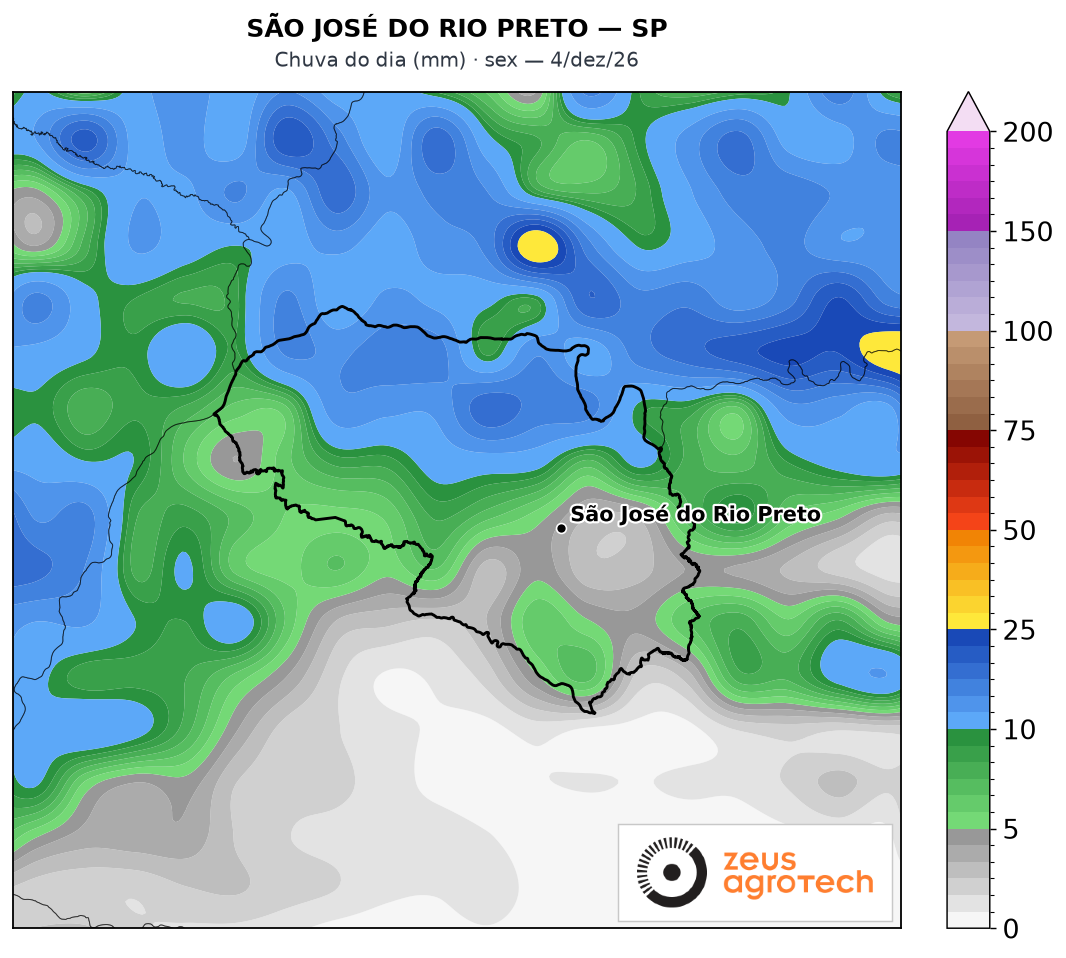 SÃO JOSÉ DO RIO PRETO — SP
Chuva do dia (mm) · sex — 4/dez/26
200
150
100
75
50
25
10
5
0
São José do Rio Preto
zeus
agrotech